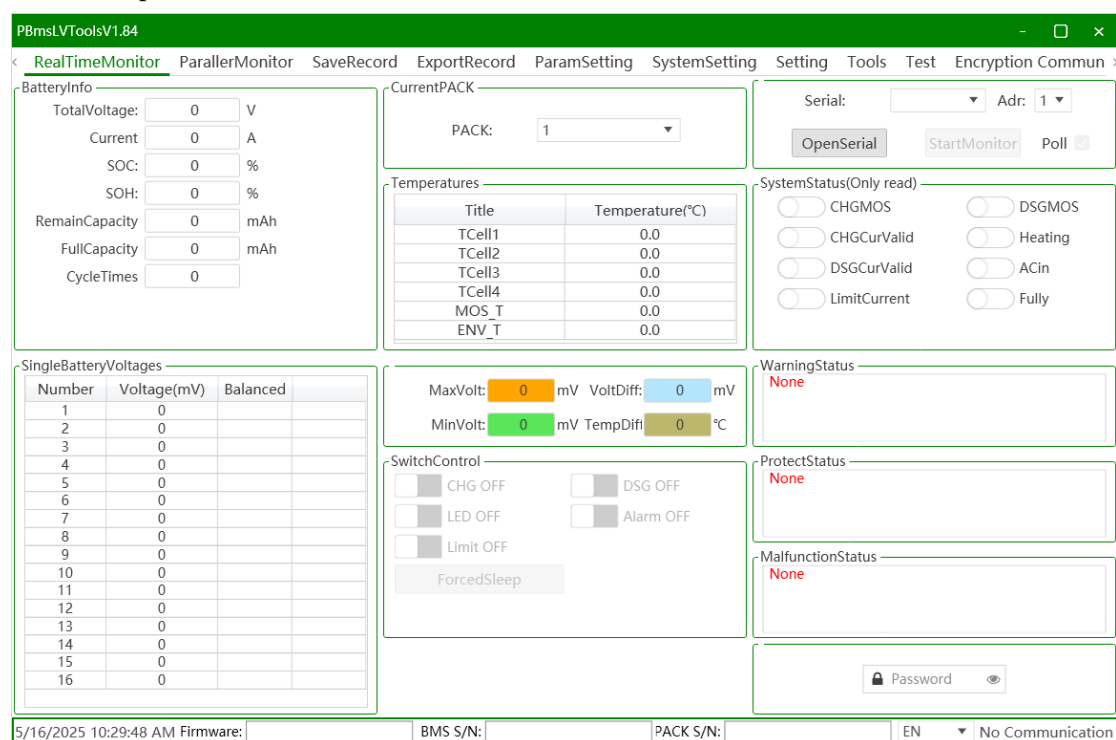 PBmsLVToolsV1.84
RealTimeMonitor ParallerMonitor SaveRecord ExportRecord ParamSetting SystemSetting Setting Tools Test Encryption Commun
BatteryInfo
TotalVoltage: 0 V
Current 0 A
SOC: 0 %
SOH: 0 %
RemainCapacity 0 mAh
FullCapacity 0 mAh
CycleTimes 0
CurrentPACK
PACK: 1
Serial: Adr: 1
OpenSerial StartMonitor Poll
Temperatures
Title Temperature(℃)
TCell1 0.0
TCell2 0.0
TCell3 0.0
TCell4 0.0
MOS_T 0.0
ENV_T 0.0
SystemStatus(Only read)
CHGMOS DSGMOS
CHGCurValid Heating
DSGCurValid ACin
LimitCurrent Fully
SingleBatteryVoltages
Number Voltage(mV) Balanced
1 0
2 0
3 0
4 0
5 0
6 0
7 0
8 0
9 0
10 0
11 0
12 0
13 0
14 0
15 0
16 0
MaxVolt: 0 mV VoltDiff: 0 mV
MinVolt: 0 mV TempDiff 0 ℃
SwitchControl
CHG OFF DSG OFF
LED OFF Alarm OFF
Limit OFF
ForcedSleep
WarningStatus
None
ProtectStatus
None
MalfunctionStatus
None
Password
5/16/2025 10:29:48 AM Firmware: BMS S/N: PACK S/N: EN No Communication